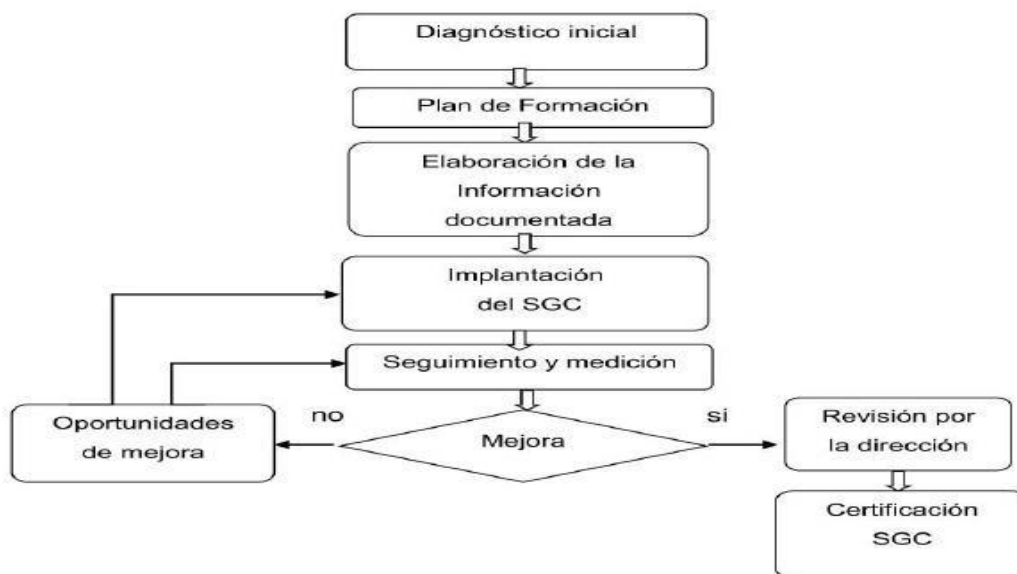 Diagnóstico inicial
Plan de Formación
Elaboración de la
Información
documentada
Implantación
del SGC
Seguimiento y medición
no
si
Mejora
Oportunidades
de mejora
Revisión por
la dirección
Certificación
SGC